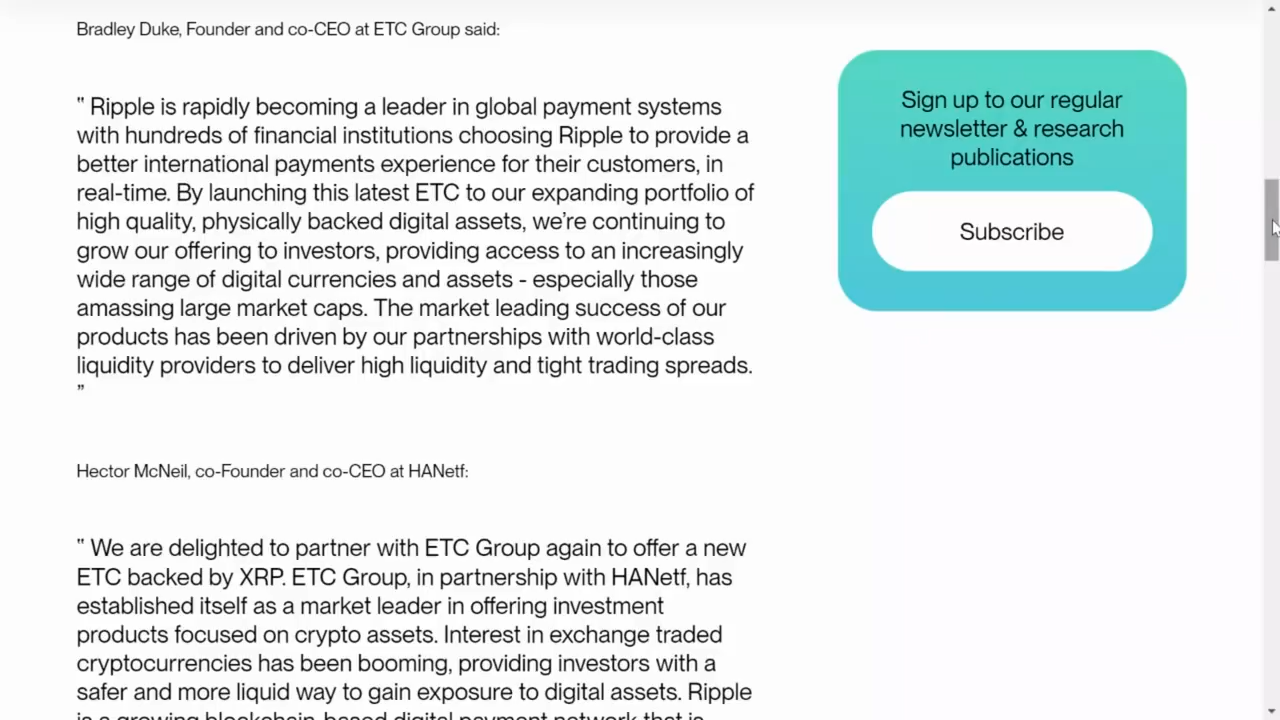 Bradley Duke, Founder and co-CEO at ETC Group said:
" Ripple is rapidly becoming a leader in global payment systems
with hundreds of financial institutions choosing Ripple to provide a
better international payments experience for their customers, in
real-time. By launching this latest ETC to our expanding portfolio of
high quality, physically backed digital assets, we’re continuing to
grow our offering to investors, providing access to an increasingly
wide range of digital currencies and assets - especially those
amassing large market caps. The market leading success of our
products has been driven by our partnerships with world-class
liquidity providers to deliver high liquidity and tight trading spreads.
”
Hector McNeil, co-Founder and co-CEO at HANetf:
" We are delighted to partner with ETC Group again to offer a new
ETC backed by XRP. ETC Group, in partnership with HANetf, has
established itself as a market leader in offering investment
products focused on crypto assets. Interest in exchange traded
cryptocurrencies has been booming, providing investors with a
safer and more liquid way to gain exposure to digital assets. Ripple
is a growing blockchain-based digital payment network that is
Sign up to our regular
newsletter & research
publications
Subscribe